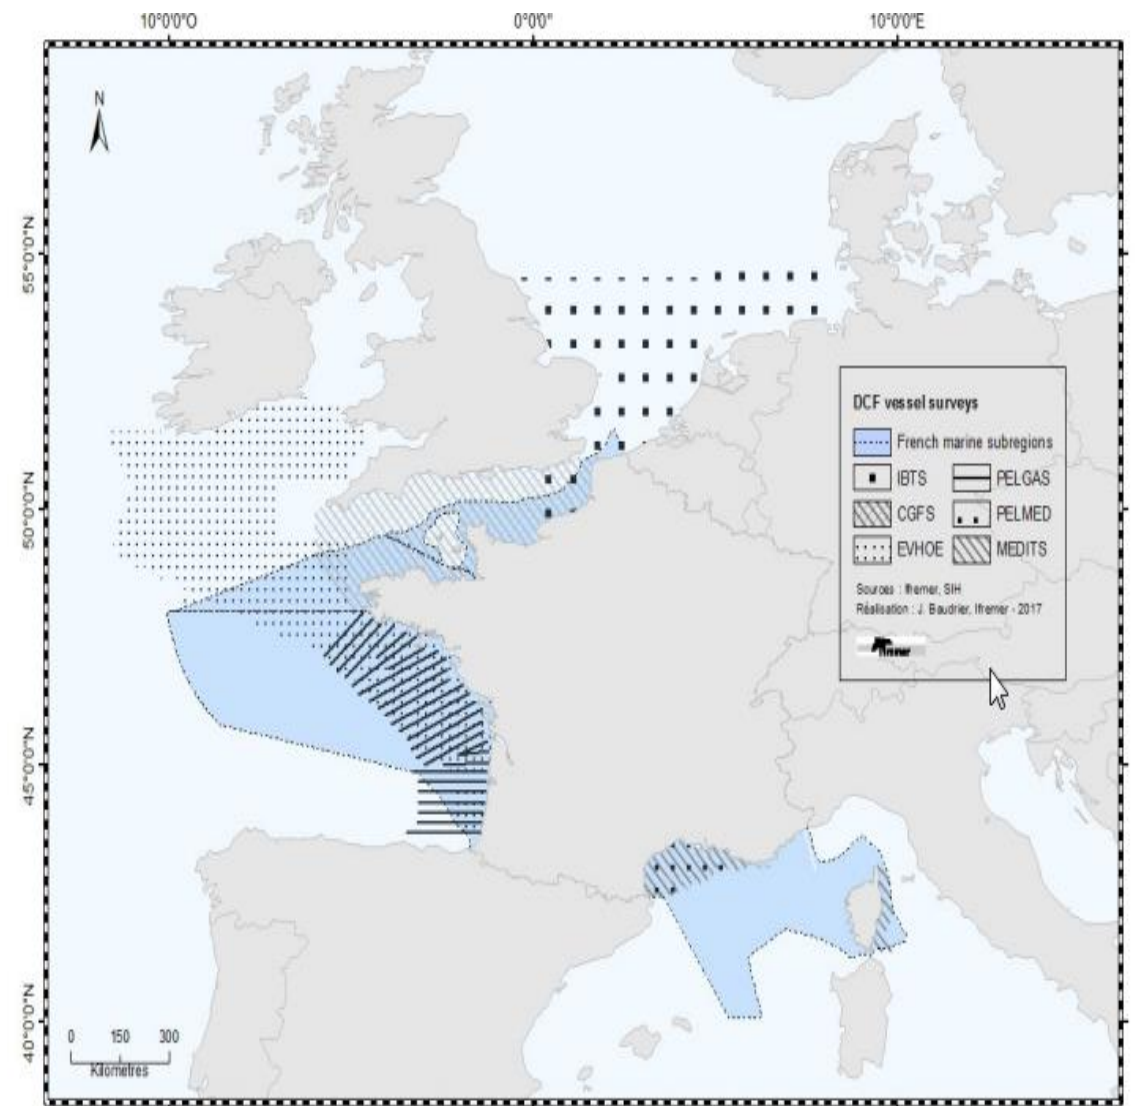 10°0'0"O 0°0'0" 10°0'0"E
N
55°0'0"N
50°0'0"N
45°0'0"N
40°0'0"N
DCF vessel surveys
French marine subregions
IBTS PELGAS
CGFS PELMED
EVHOE MEDITS
Sources : Ifremer, SIH
Réalisation : J. Baudrier, Ifremer - 2017
Ifremer
0 150 300
Kilometres